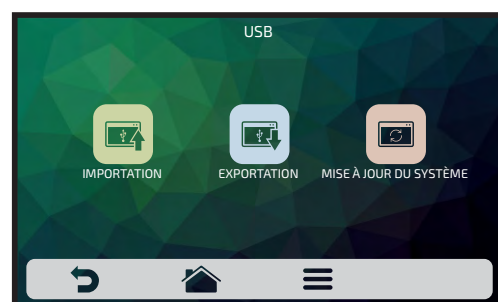 USB
IMPORTATION
EXPORTATION
MISE À JOUR DU SYSTÈME